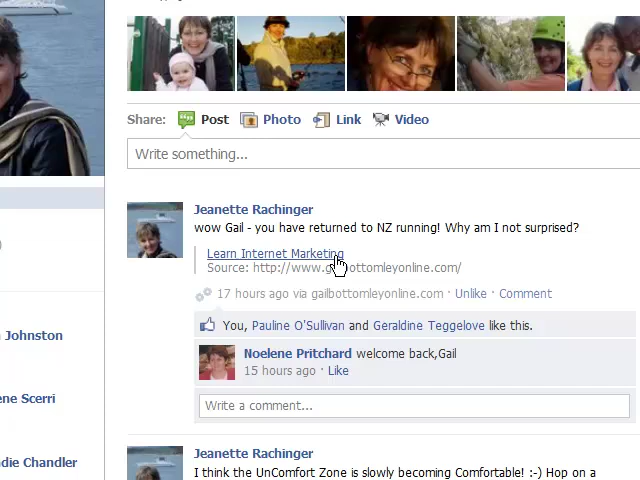 Share: Post Photo Link Video
Write something...
Jeanette Rachinger
wow Gail - you have returned to NZ running! Why am I not surprised?
Learn Internet Marketing
Source: http://www.gailbottomleyonline.com/
17 hours ago via gailbottomleyonline.com · Unlike · Comment
You, Pauline O'Sullivan and Geraldine Teggelove like this.
Johnston
Noelene Pritchard welcome back,Gail
15 hours ago · Like
ene Scerri
Write a comment...
Jeanette Rachinger
die Chandler
I think the UnComfort Zone is slowly becoming Comfortable! :-) Hop on a